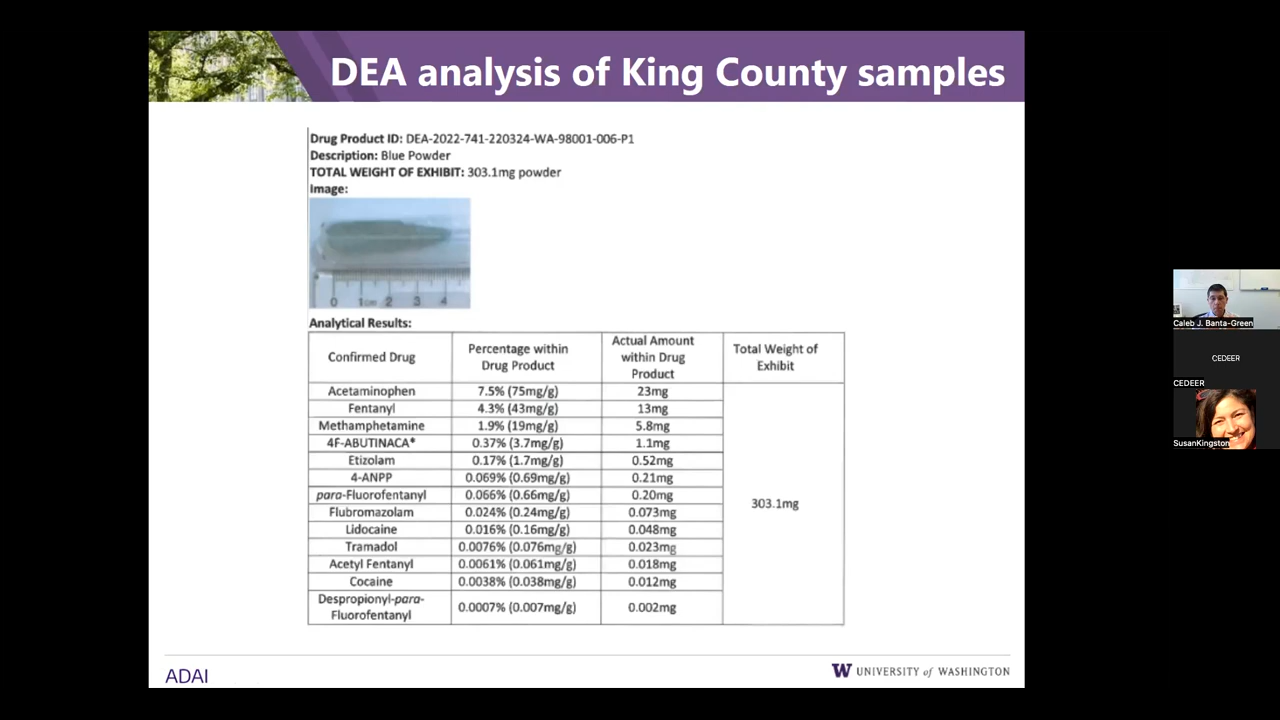 DEA analysis of King County samples
Drug Product ID: DEA-2022-741-220324-WA-98001-006-P1
Description: Blue Powder
TOTAL WEIGHT OF EXHIBIT: 303.1mg powder
Image:
0 1cm 2 3 4
Analytical Results:
Confirmed Drug Percentage within Drug Product Actual Amount within Drug Product Total Weight of Exhibit
Acetaminophen 7.5% (75mg/g) 23mg
Fentanyl 4.3% (43mg/g) 13mg
Methamphetamine 1.9% (19mg/g) 5.8mg
4F-ABUTINACA* 0.37% (3.7mg/g) 1.1mg
Etizolam 0.17% (1.7mg/g) 0.52mg
4-ANPP 0.069% (0.69mg/g) 0.21mg
para-Fluorofentanyl 0.066% (0.66mg/g) 0.20mg
303.1mg
Flubromazolam 0.024% (0.24mg/g) 0.073mg
Lidocaine 0.016% (0.16mg/g) 0.048mg
Tramadol 0.0076% (0.076mg/g) 0.023mg
Acetyl Fentanyl 0.0061% (0.061mg/g) 0.018mg
Cocaine 0.0038% (0.038mg/g) 0.012mg
Despropionyl-para-Fluorofentanyl 0.0007% (0.007mg/g) 0.002mg
ADAI
W UNIVERSITY of WASHINGTON
Caleb J. Banta-Green
CEDEER
CEDEER
SusanKingston